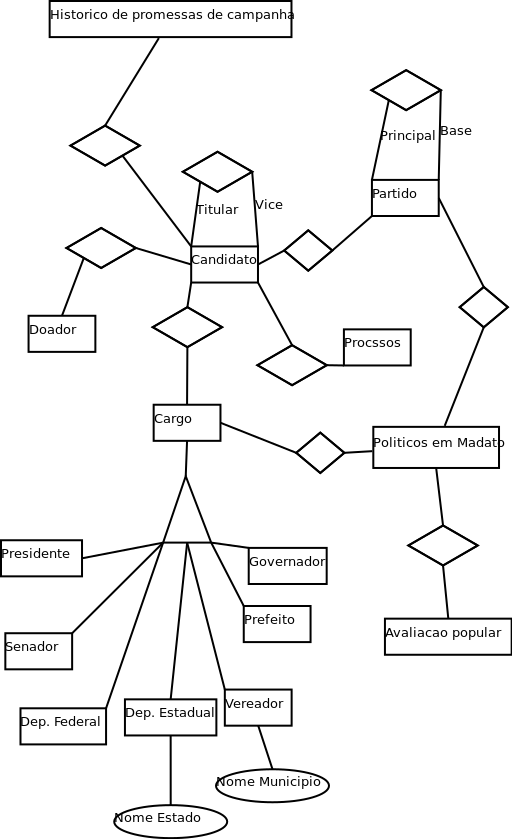 Historico de promessas de campanha
Principal
Base
Titular
Vice
Partido
Candidato
Doador
Procssos
Cargo
Politicos em Madato
Presidente
Governador
Prefeito
Avaliacao popular
Senador
Dep. Federal
Dep. Estadual
Vereador
Nome Municipio
Nome Estado